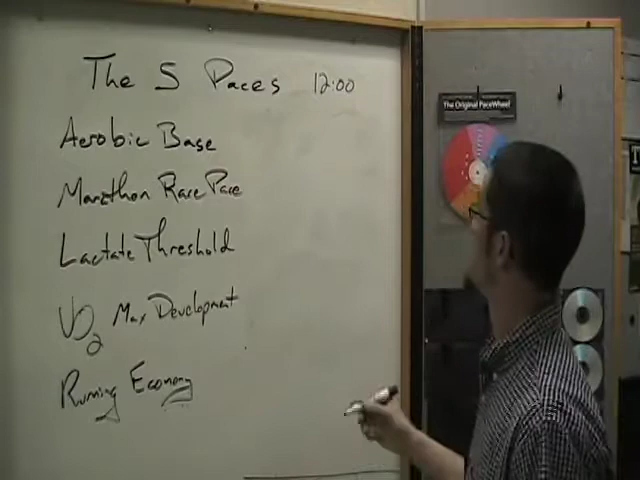 The 5 Paces 12:00
The Original PaceWheel
Aerobic Base
Marathon Race Pace
Lactate Threshold
VO2 Max Development
Running Economy